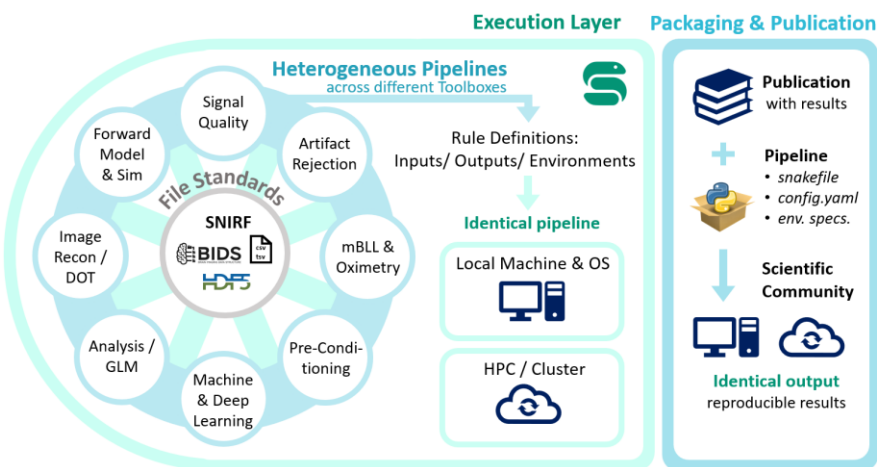 Execution Layer
Packaging & Publication
Heterogeneous Pipelines
across different Toolboxes
Signal
Quality
Forward
Model
& Sim
Artifact
Rejection
File Standards
SNIRF
BIDS
csv
tsv
HDF5
Image
Recon /
DOT
mBLL &
Oximetry
Analysis /
GLM
Pre-Condi-
tioning
Machine
& Deep
Learning
Rule Definitions:
Inputs/ Outputs/ Environments
Identical pipeline
Local Machine & OS
HPC / Cluster
Publication
with results
+
Pipeline
• snakefile
• config.yaml
• env. specs.
Scientific
Community
Identical output
reproducible results